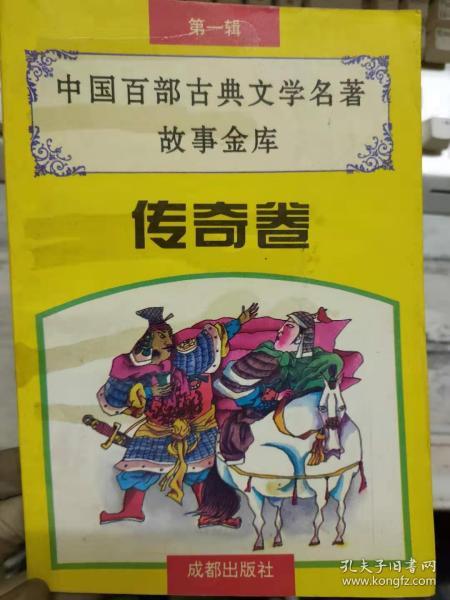 第一辑
中国百部古典文学名著
故事金库
传奇卷
成都出版社
孔夫子旧书网
www.kongfz.com